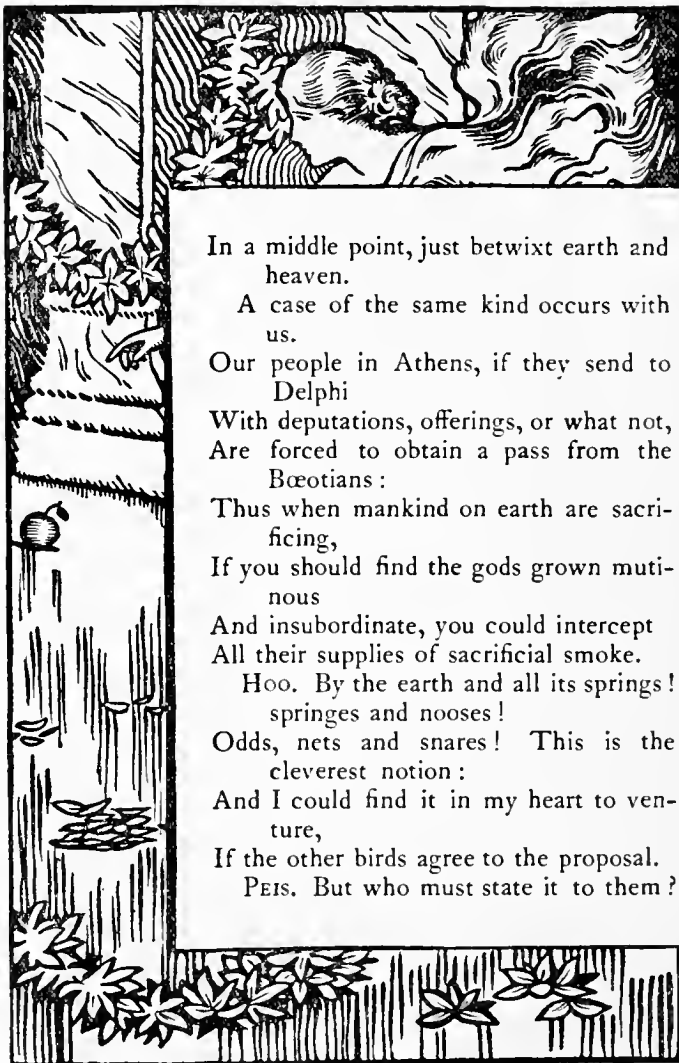 In a middle point, just betwixt earth and
heaven.
A case of the same kind occurs with
us.
Our people in Athens, if they send to
Delphi
With deputations, offerings, or what not,
Are forced to obtain a pass from the
Bœotians :
Thus when mankind on earth are sacri-
ficing,
If you should find the gods grown muti-
nous
And insubordinate, you could intercept
All their supplies of sacrificial smoke.
Hoo. By the earth and all its springs !
springes and nooses !
Odds, nets and snares ! This is the
cleverest notion :
And I could find it in my heart to ven-
ture,
If the other birds agree to the proposal.
Peis. But who must state it to them ?